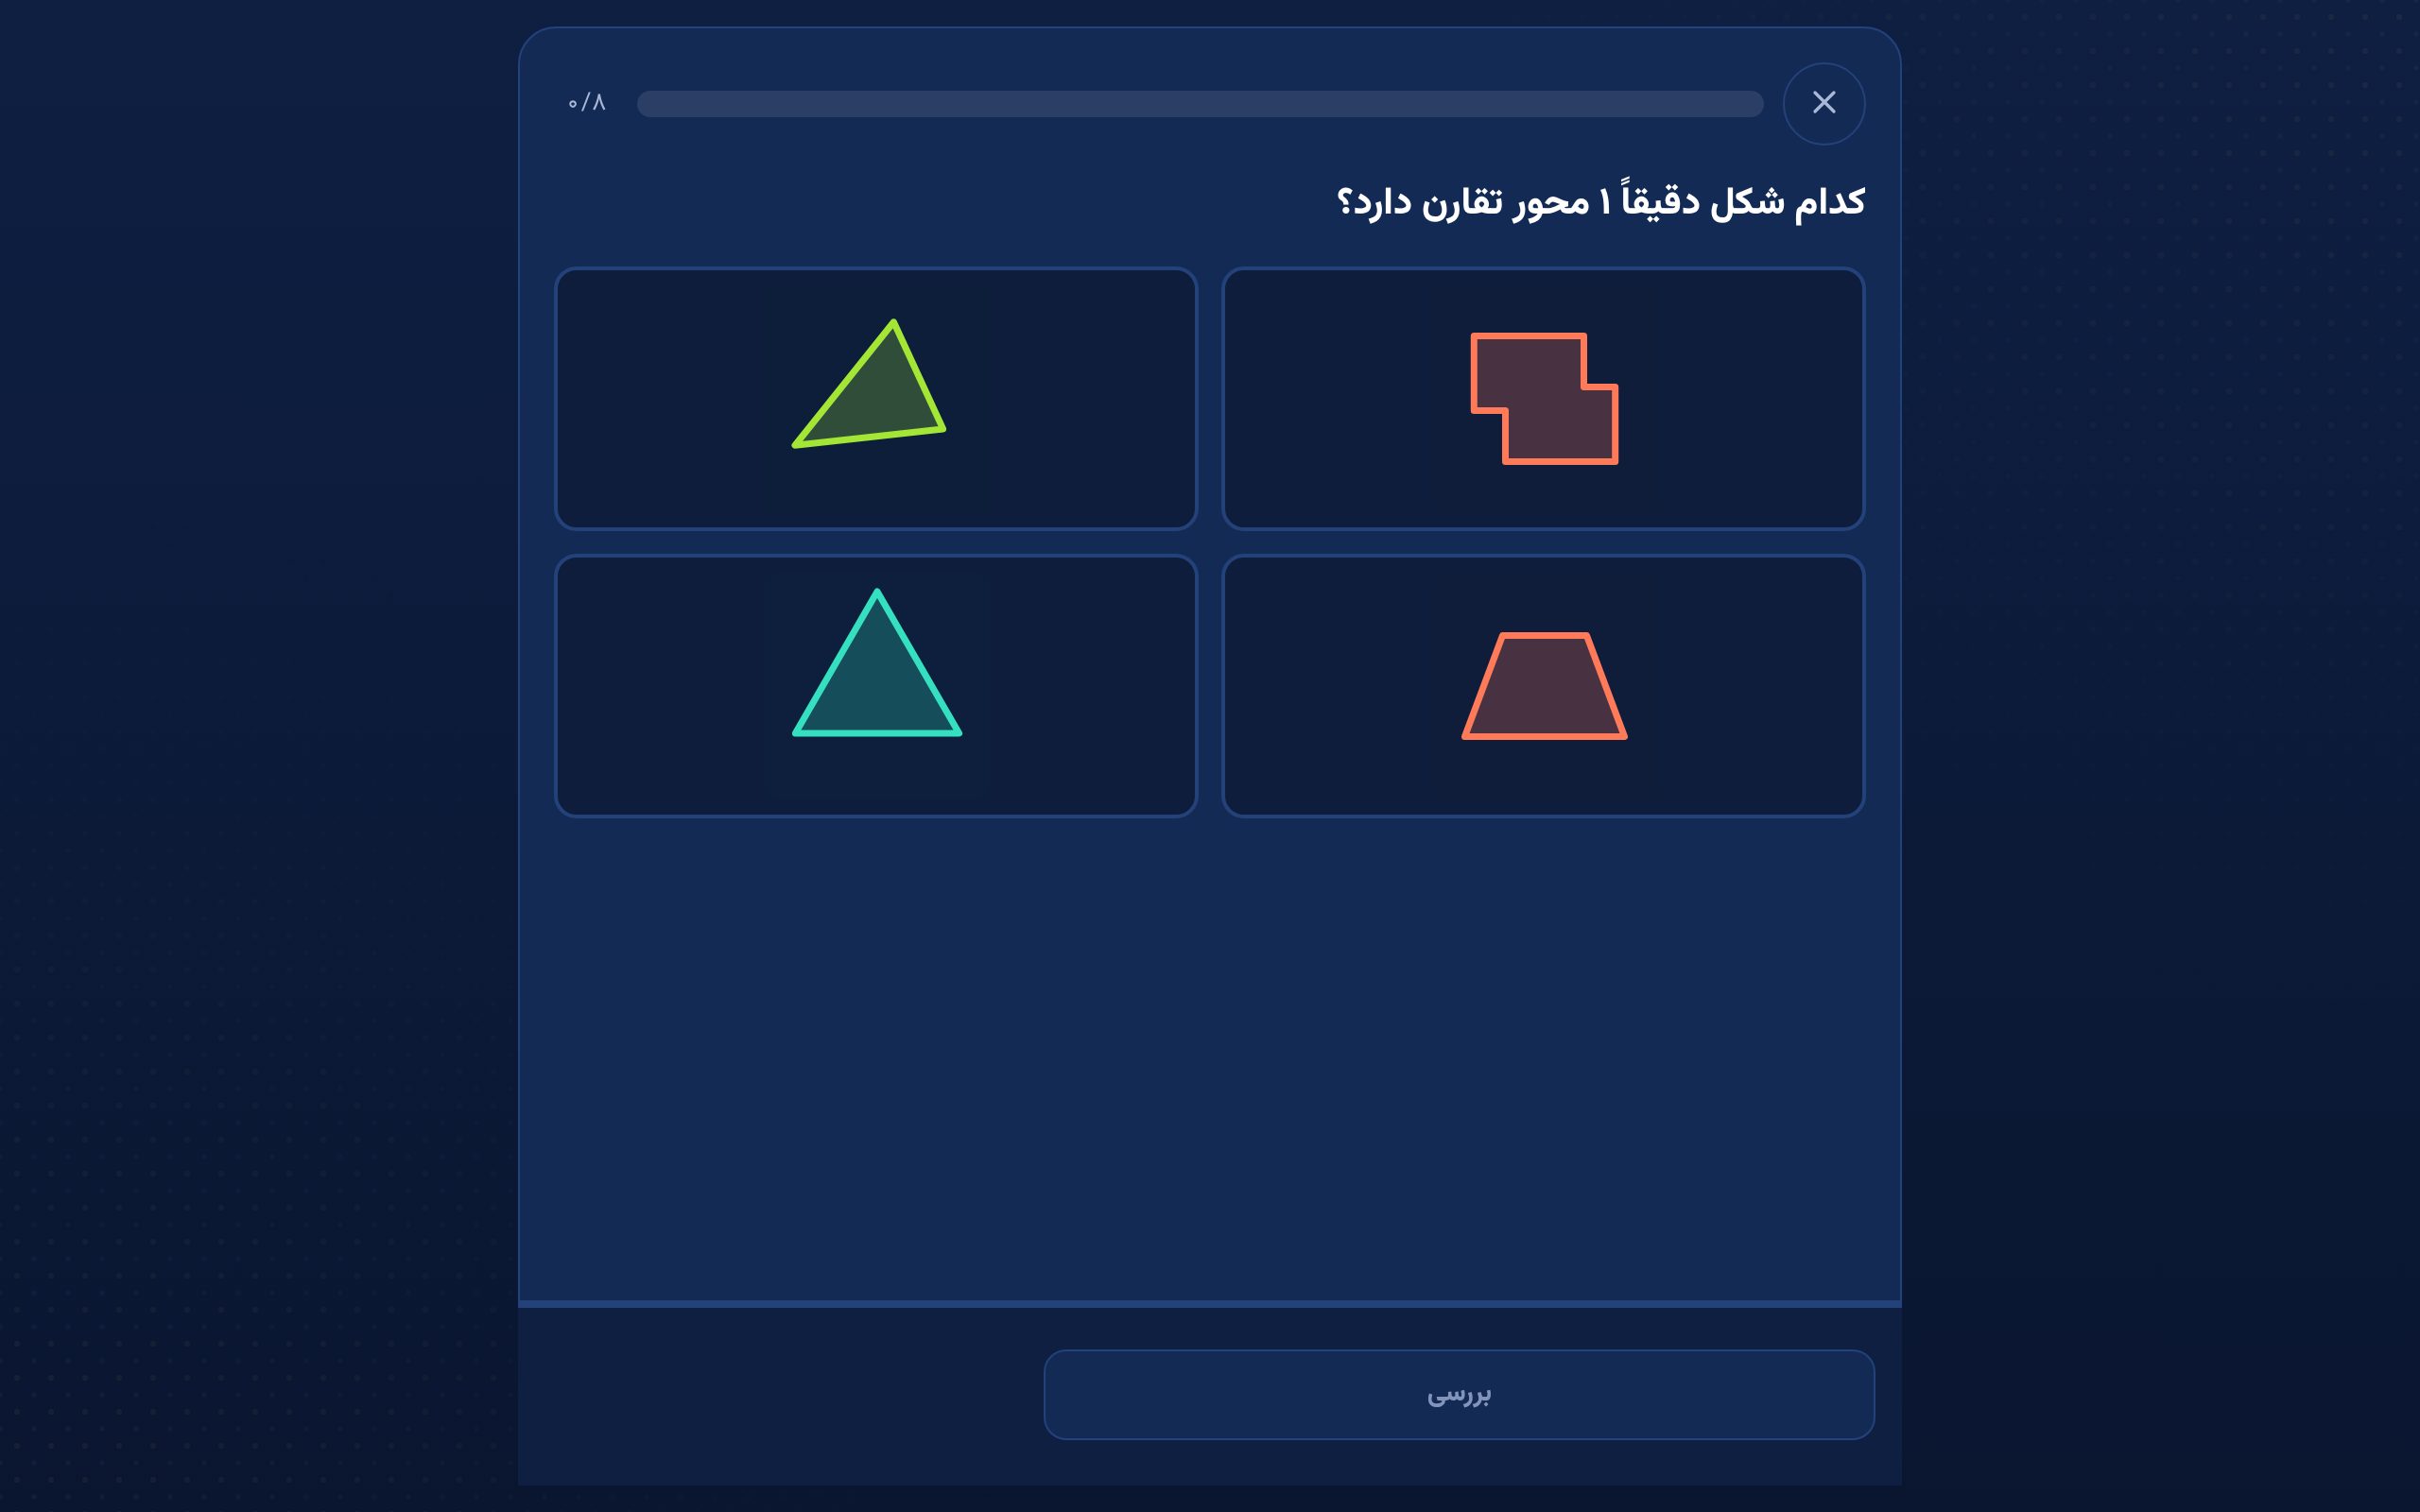 ۰/۸
کدام شکل دقیقاً ۱ محور تقارن دارد؟
بررسی